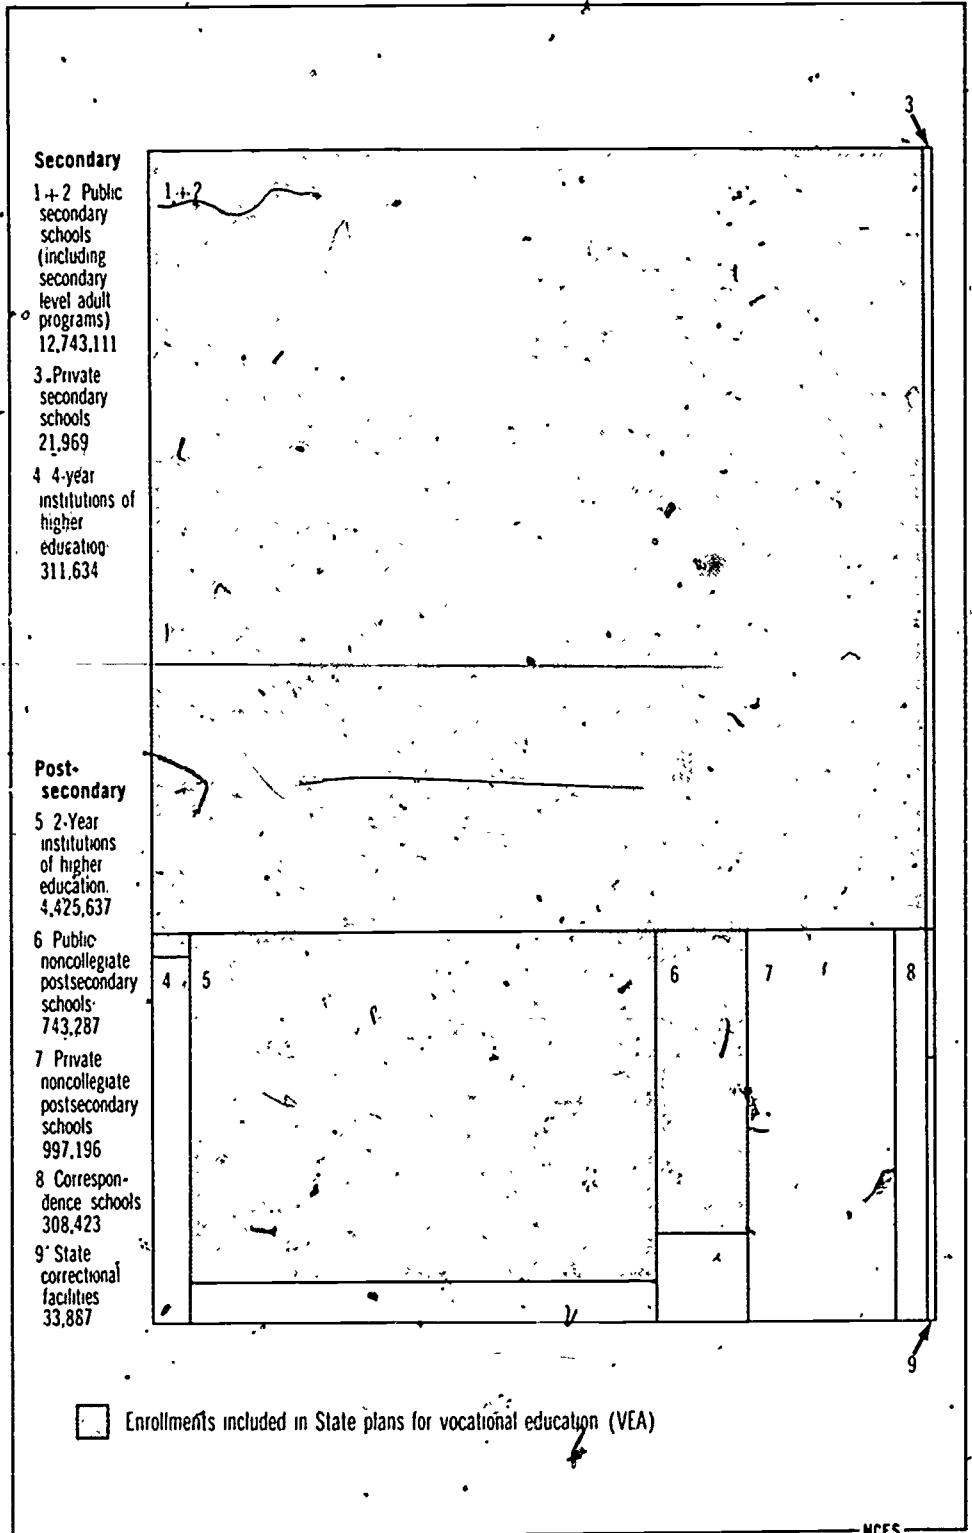 3
Secondary
1+2 Public
secondary
schools
(including
secondary
level adult
programs)
12,743,111
3. Private
secondary
schools
21,969
4 4-year
institutions of
higher
education
311,634
1+2
Post-
secondary
5 2-Year
institutions
of higher
education.
4,425,637
6 Public
noncollegiate
postsecondary
schools
743,287
7 Private
noncollegiate
postsecondary
schools
997,196
8 Correspon-
dence schools
308,423
9 State
correctional
facilities
33,887
4 5 6 7 8
9
Enrollments included in State plans for vocational education (VEA)
NCES